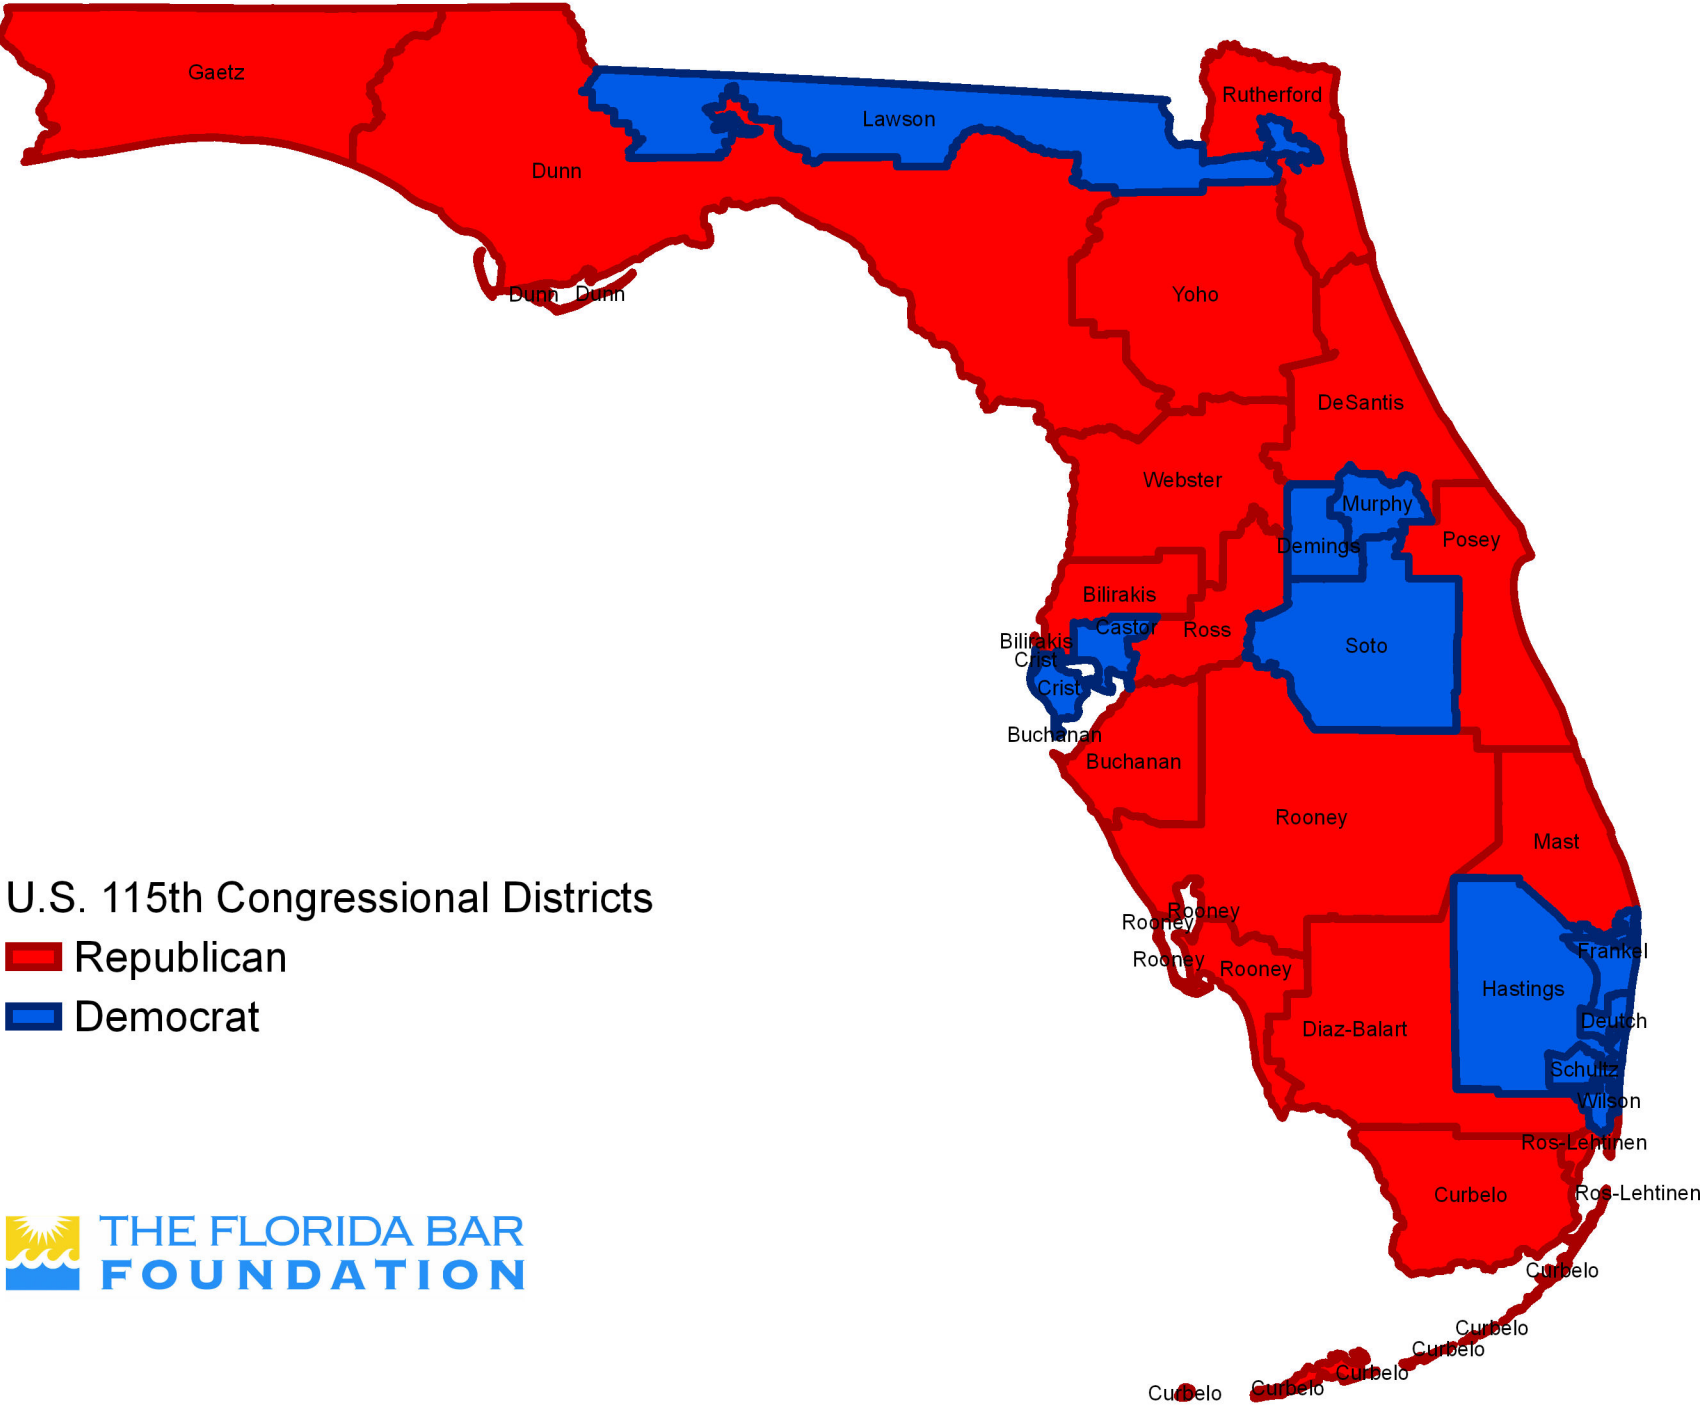 Gaetz
Rutherford
Lawson
Dunn
Dunn
Dunn
Yoho
DeSantis
Webster
Murphy
Demings
Posey
Bilirakis
Castor
Ross
Bilirakis
Crist
Soto
Crist
Buchanan
Buchanan
Rooney
Mast
U.S. 115th Congressional Districts
Republican
Democrat
Rooney
Rooney
Rooney
Rooney
Frankel
Hastings
Deutch
Diaz-Balart
Schultz
Wilson
Ros-Lehtinen
Curbelo
Ros-Lehtinen
THE FLORIDA BAR
FOUNDATION
Curbelo
Curbelo
Curbelo
Curbelo
Curbelo
Curbelo